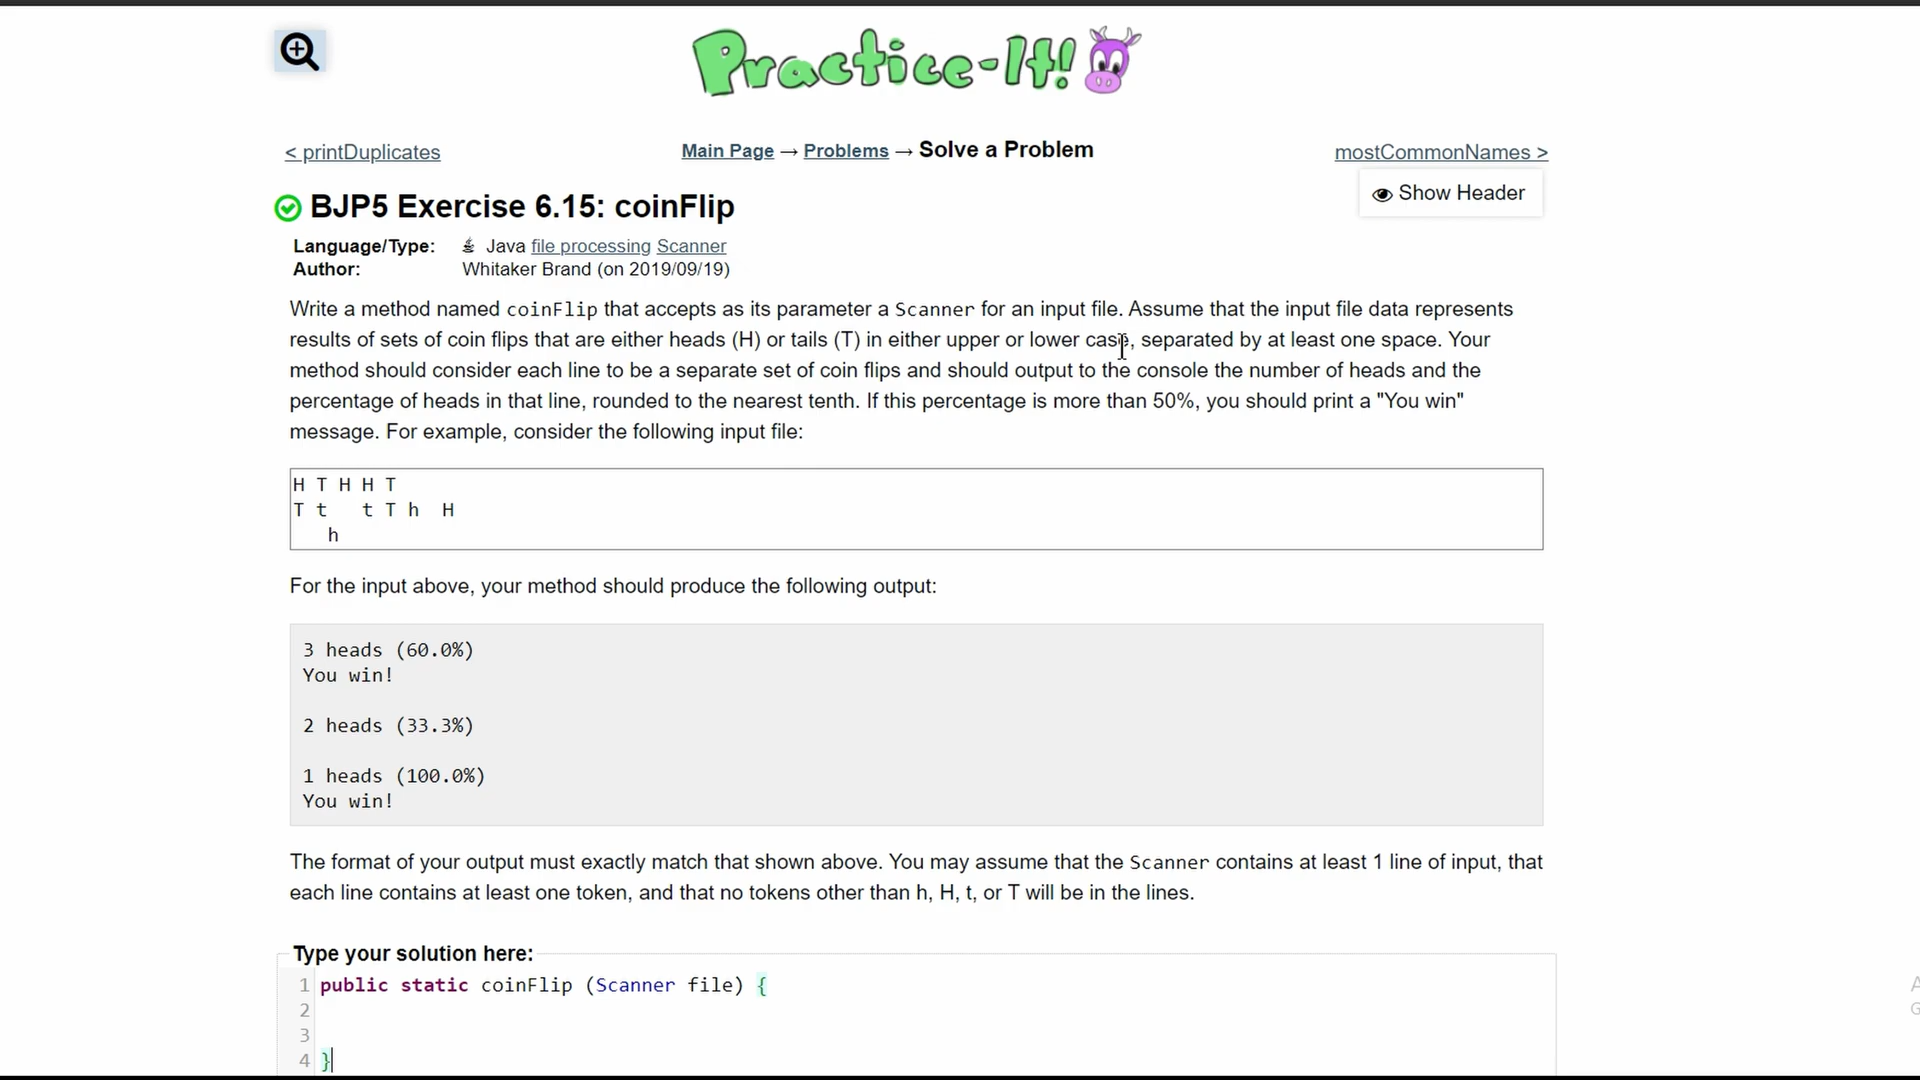 Practice-It!
< printDuplicates
Main Page → Problems → Solve a Problem
mostCommonNames >
Show Header
BJP5 Exercise 6.15: coinFlip
Language/Type: Java file processing Scanner
Author: Whitaker Brand (on 2019/09/19)
Write a method named coinFlip that accepts as its parameter a Scanner for an input file. Assume that the input file data represents
results of sets of coin flips that are either heads (H) or tails (T) in either upper or lower case, separated by at least one space. Your
method should consider each line to be a separate set of coin flips and should output to the console the number of heads and the
percentage of heads in that line, rounded to the nearest tenth. If this percentage is more than 50%, you should print a "You win"
message. For example, consider the following input file:
H T H H T
T t   t T h  H
   h
For the input above, your method should produce the following output:
3 heads (60.0%)
You win!
2 heads (33.3%)
1 heads (100.0%)
You win!
The format of your output must exactly match that shown above. You may assume that the Scanner contains at least 1 line of input, that
each line contains at least one token, and that no tokens other than h, H, t, or T will be in the lines.
Type your solution here:
1 public static coinFlip (Scanner file) {
2
3
4 }